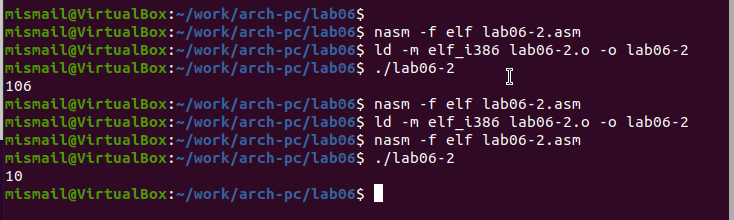 mismail@VirtualBox:~/work/arch-pc/lab06$
mismail@VirtualBox:~/work/arch-pc/lab06$ nasm -f elf lab06-2.asm
mismail@VirtualBox:~/work/arch-pc/lab06$ ld -m elf_i386 lab06-2.o -o lab06-2
mismail@VirtualBox:~/work/arch-pc/lab06$ ./lab06-2
106
mismail@VirtualBox:~/work/arch-pc/lab06$ nasm -f elf lab06-2.asm
mismail@VirtualBox:~/work/arch-pc/lab06$ ld -m elf_i386 lab06-2.o -o lab06-2
mismail@VirtualBox:~/work/arch-pc/lab06$ nasm -f elf lab06-2.asm
mismail@VirtualBox:~/work/arch-pc/lab06$ ./lab06-2
10
mismail@VirtualBox:~/work/arch-pc/lab06$